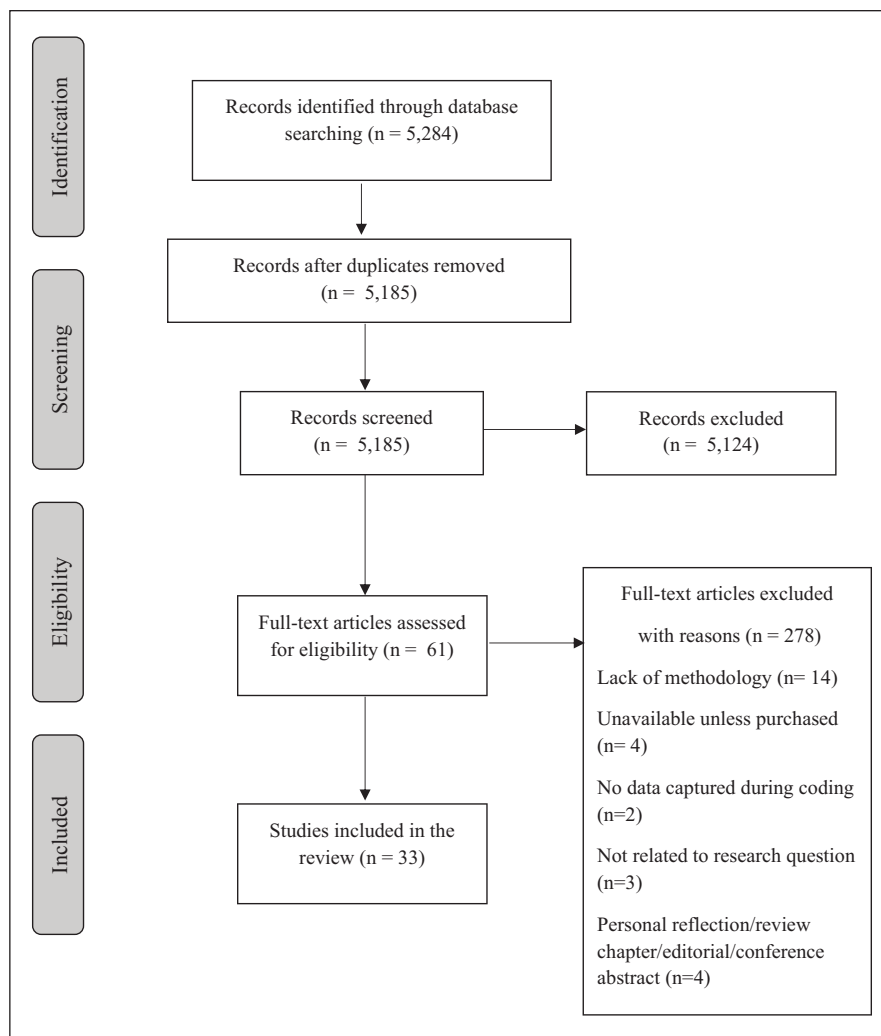 Identification
Records identified through database
searching (n = 5,284)
Records after duplicates removed
(n = 5,185)
Screening
Records screened
(n = 5,185)
Records excluded
(n = 5,124)
Eligibility
Full-text articles assessed
for eligibility (n = 61)
Full-text articles excluded
with reasons (n = 278)
Lack of methodology (n= 14)
Unavailable unless purchased
(n= 4)
No data captured during coding
(n=2)
Not related to research question
(n=3)
Personal reflection/review
chapter/editorial/conference
abstract (n=4)
Included
Studies included in the
review (n = 33)